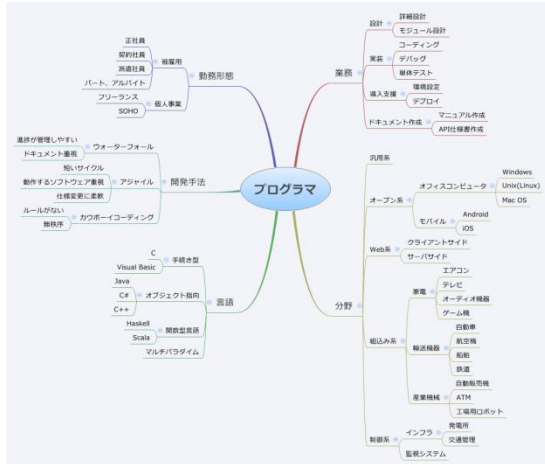 プログラマ
勤務形態
被雇用
正社員
契約社員
派遣社員
パート、アルバイト
個人事業
フリーランス
SOHO
開発手法
ウォーターフォール
進捗が管理しやすい
ドキュメント重視
アジャイル
短いサイクル
動作するソフトウェア重視
仕様変更に柔軟
カウボーイコーディング
ルールがない
無秩序
言語
手続き型
C
Visual Basic
オブジェクト指向
Java
C#
C++
関数型言語
Haskell
Scala
マルチパラダイム
業務
設計
詳細設計
モジュール設計
実装
コーディング
デバッグ
単体テスト
導入支援
環境設定
デプロイ
ドキュメント作成
マニュアル作成
API仕様書作成
分野
汎用系
オープン系
オフィスコンピュータ
Windows
Unix(Linux)
Mac OS
モバイル
Android
iOS
Web系
クライアントサイド
サーバサイド
組込み系
家電
エアコン
テレビ
オーディオ機器
ゲーム機
輸送機器
自動車
航空機
船舶
鉄道
産業機械
自動販売機
ATM
工場用ロボット
制御系
インフラ
発電所
交通管理
監視システム